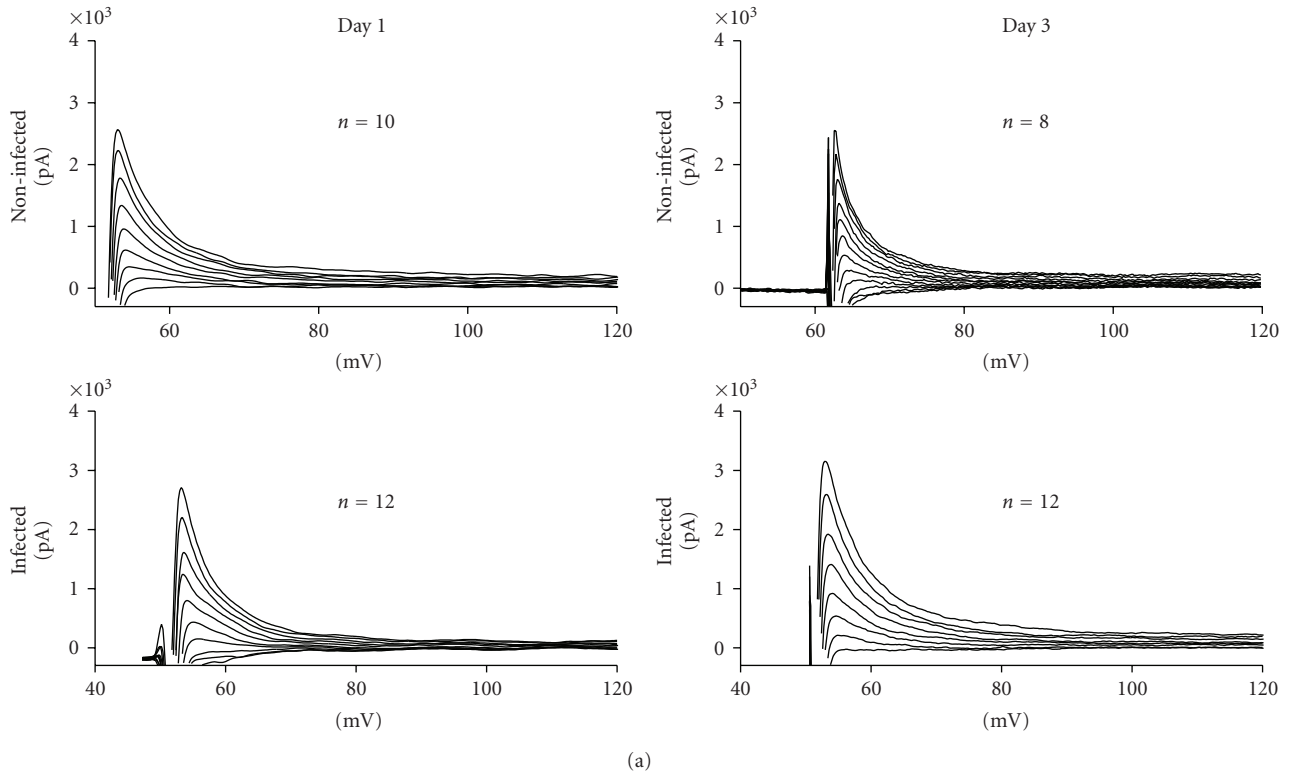 Day 1
×10³
4
3
2
1
0
Non-infected
(pA)
n = 10
60
80
100
120
(mV)
Day 3
×10³
4
3
2
1
0
Non-infected
(pA)
n = 8
60
80
100
120
(mV)
×10³
4
3
2
1
0
Infected
(pA)
n = 12
40
60
80
100
120
(mV)
×10³
4
3
2
1
0
Infected
(pA)
n = 12
40
60
80
100
120
(mV)
(a)